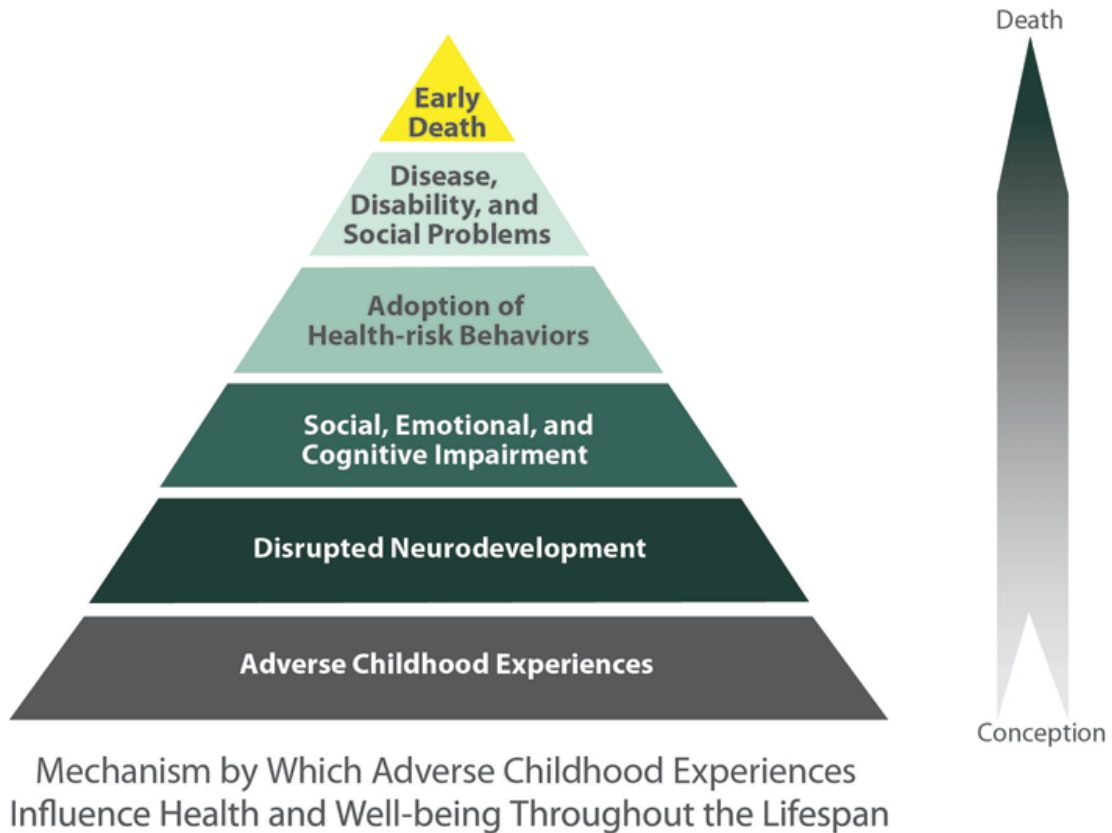 Death
Early
Death
Disease,
Disability, and
Social Problems
Adoption of
Health-risk Behaviors
Social, Emotional, and
Cognitive Impairment
Disrupted Neurodevelopment
Adverse Childhood Experiences
Conception
Mechanism by Which Adverse Childhood Experiences
Influence Health and Well-being Throughout the Lifespan